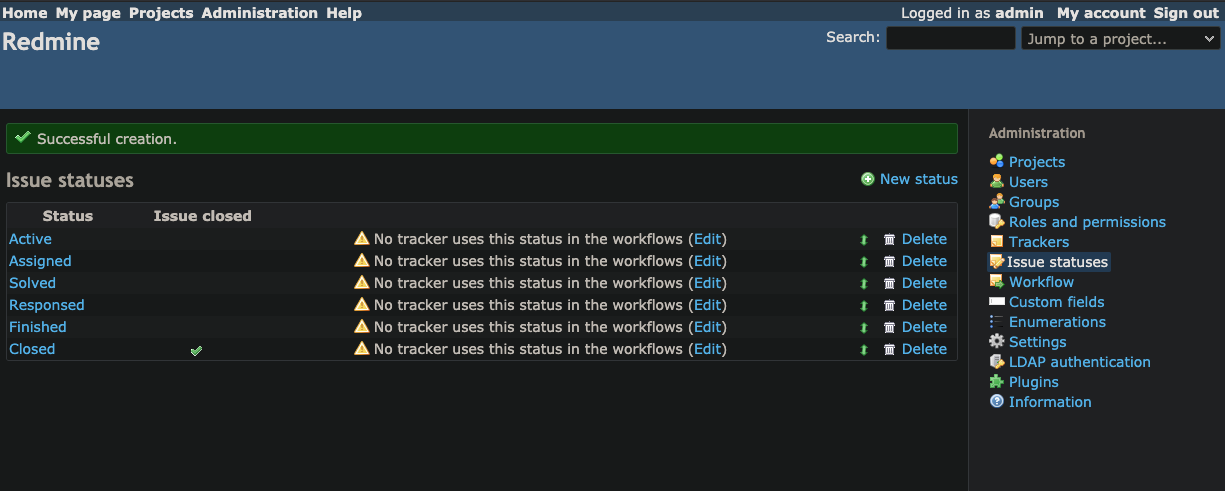 Home My page Projects Administration Help Logged in as admin My account Sign out
Redmine Search: Jump to a project...
Successful creation.
Issue statuses New status
Status Issue closed
Active No tracker uses this status in the workflows (Edit) Delete
Assigned No tracker uses this status in the workflows (Edit) Delete
Solved No tracker uses this status in the workflows (Edit) Delete
Responsed No tracker uses this status in the workflows (Edit) Delete
Finished No tracker uses this status in the workflows (Edit) Delete
Closed No tracker uses this status in the workflows (Edit) Delete
Administration
Projects
Users
Groups
Roles and permissions
Trackers
Issue statuses
Workflow
Custom fields
Enumerations
Settings
LDAP authentication
Plugins
Information